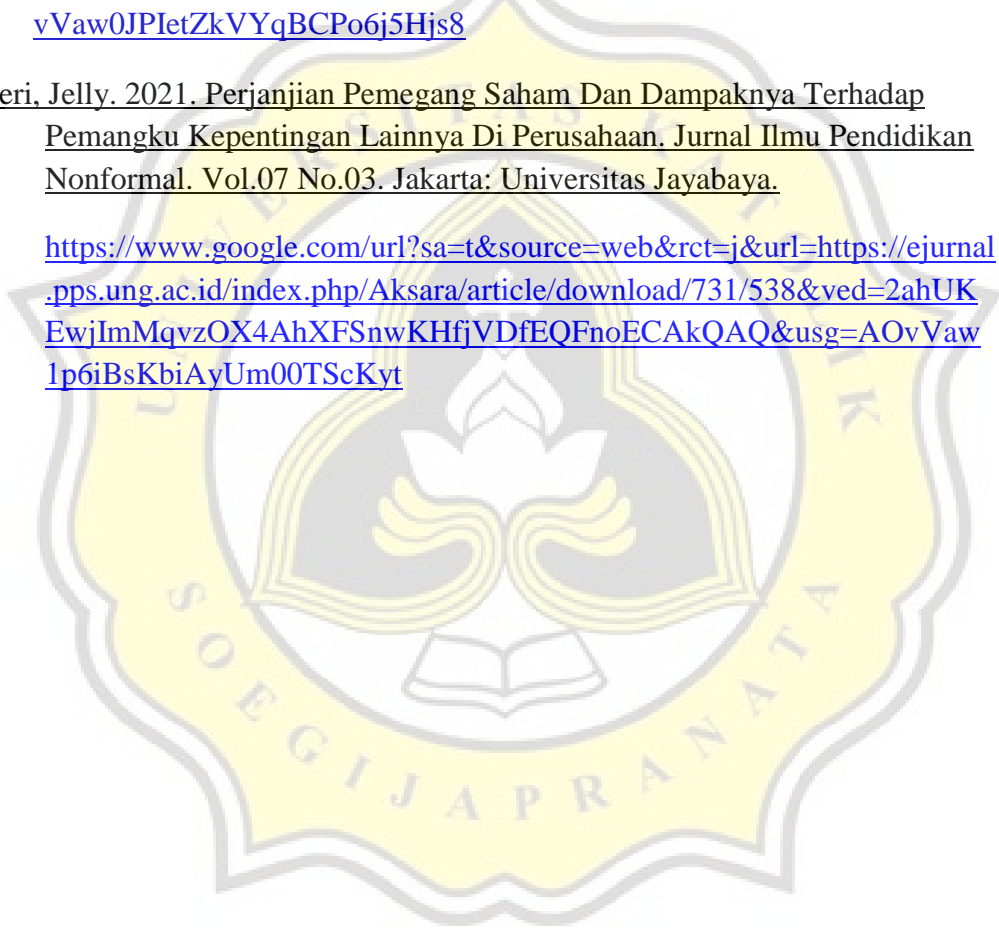 vVaw0JPIetZkVYqBCPo6j5Hjs8
eri, Jelly. 2021. Perjanjian Pemegang Saham Dan Dampaknya Terhadap
Pemangku Kepentingan Lainnya Di Perusahaan. Jurnal Ilmu Pendidikan
Nonformal. Vol.07 No.03. Jakarta: Universitas Jayabaya.
https://www.google.com/url?sa=t&source=web&rct=j&url=https://ejurnal
.pps.ung.ac.id/index.php/Aksara/article/download/731/538&ved=2ahUK
EwjImMqvzOX4AhXFSnwKHfjVDfEQFnoECAkQAQ&usg=AOvVaw
1p6iBsKbiAyUm00TScKyt
UNIVERSITAS KATOLIK
SOEGIJAPRANATA